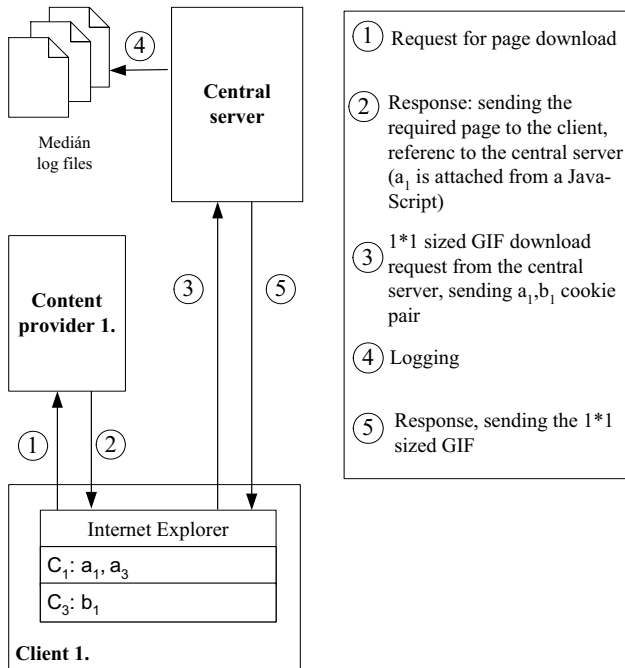 ④
Central
server
Medián
log files
Content
provider 1.
③
⑤
①
②
Internet Explorer
C₁: a₁, a₃
C₃: b₁
Client 1.
① Request for page download
② Response: sending the
required page to the client,
referenc to the central server
(a₁ is attached from a Java-
Script)
③ 1*1 sized GIF download
request from the central
server, sending a₁,b₁ cookie
pair
④ Logging
⑤ Response, sending the 1*1
sized GIF